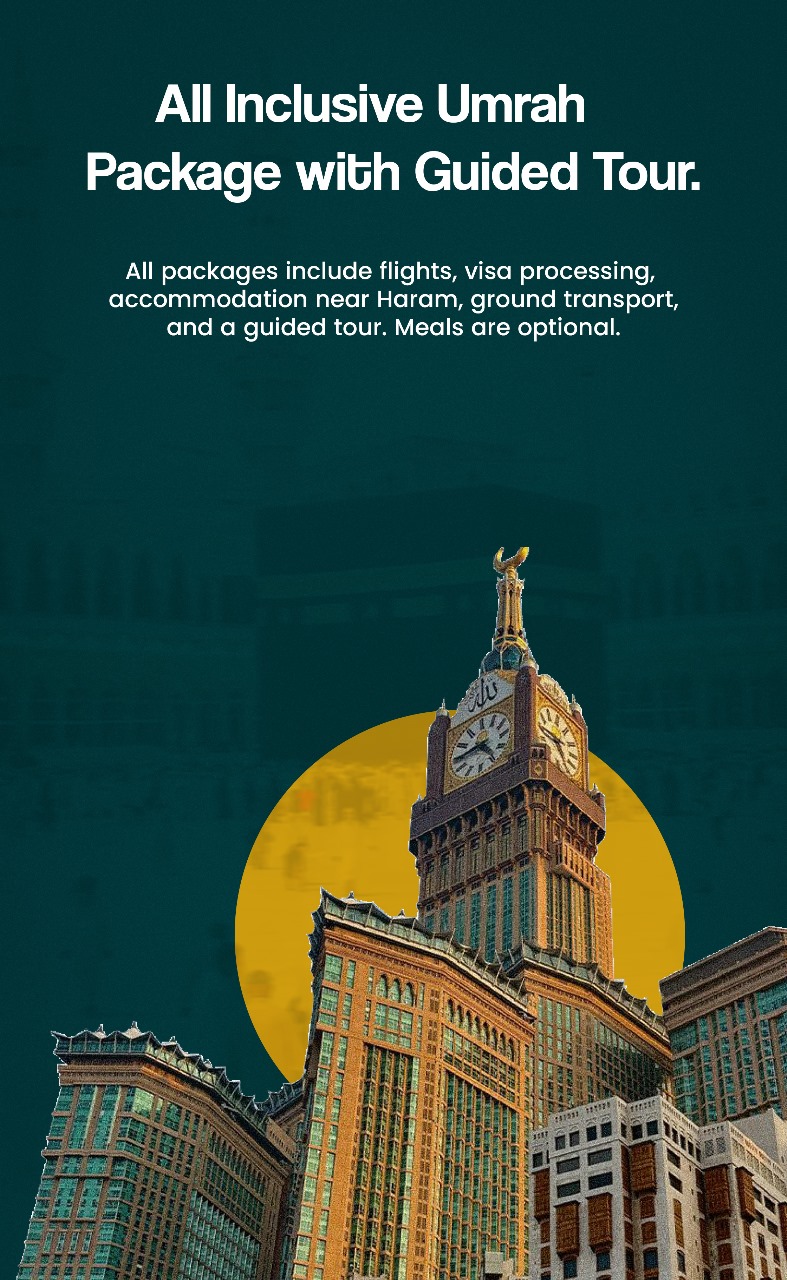 All Inclusive Umrah
Package with Guided Tour.
All packages include flights, visa processing,
accommodation near Haram, ground transport,
and a guided tour. Meals are optional.
الله